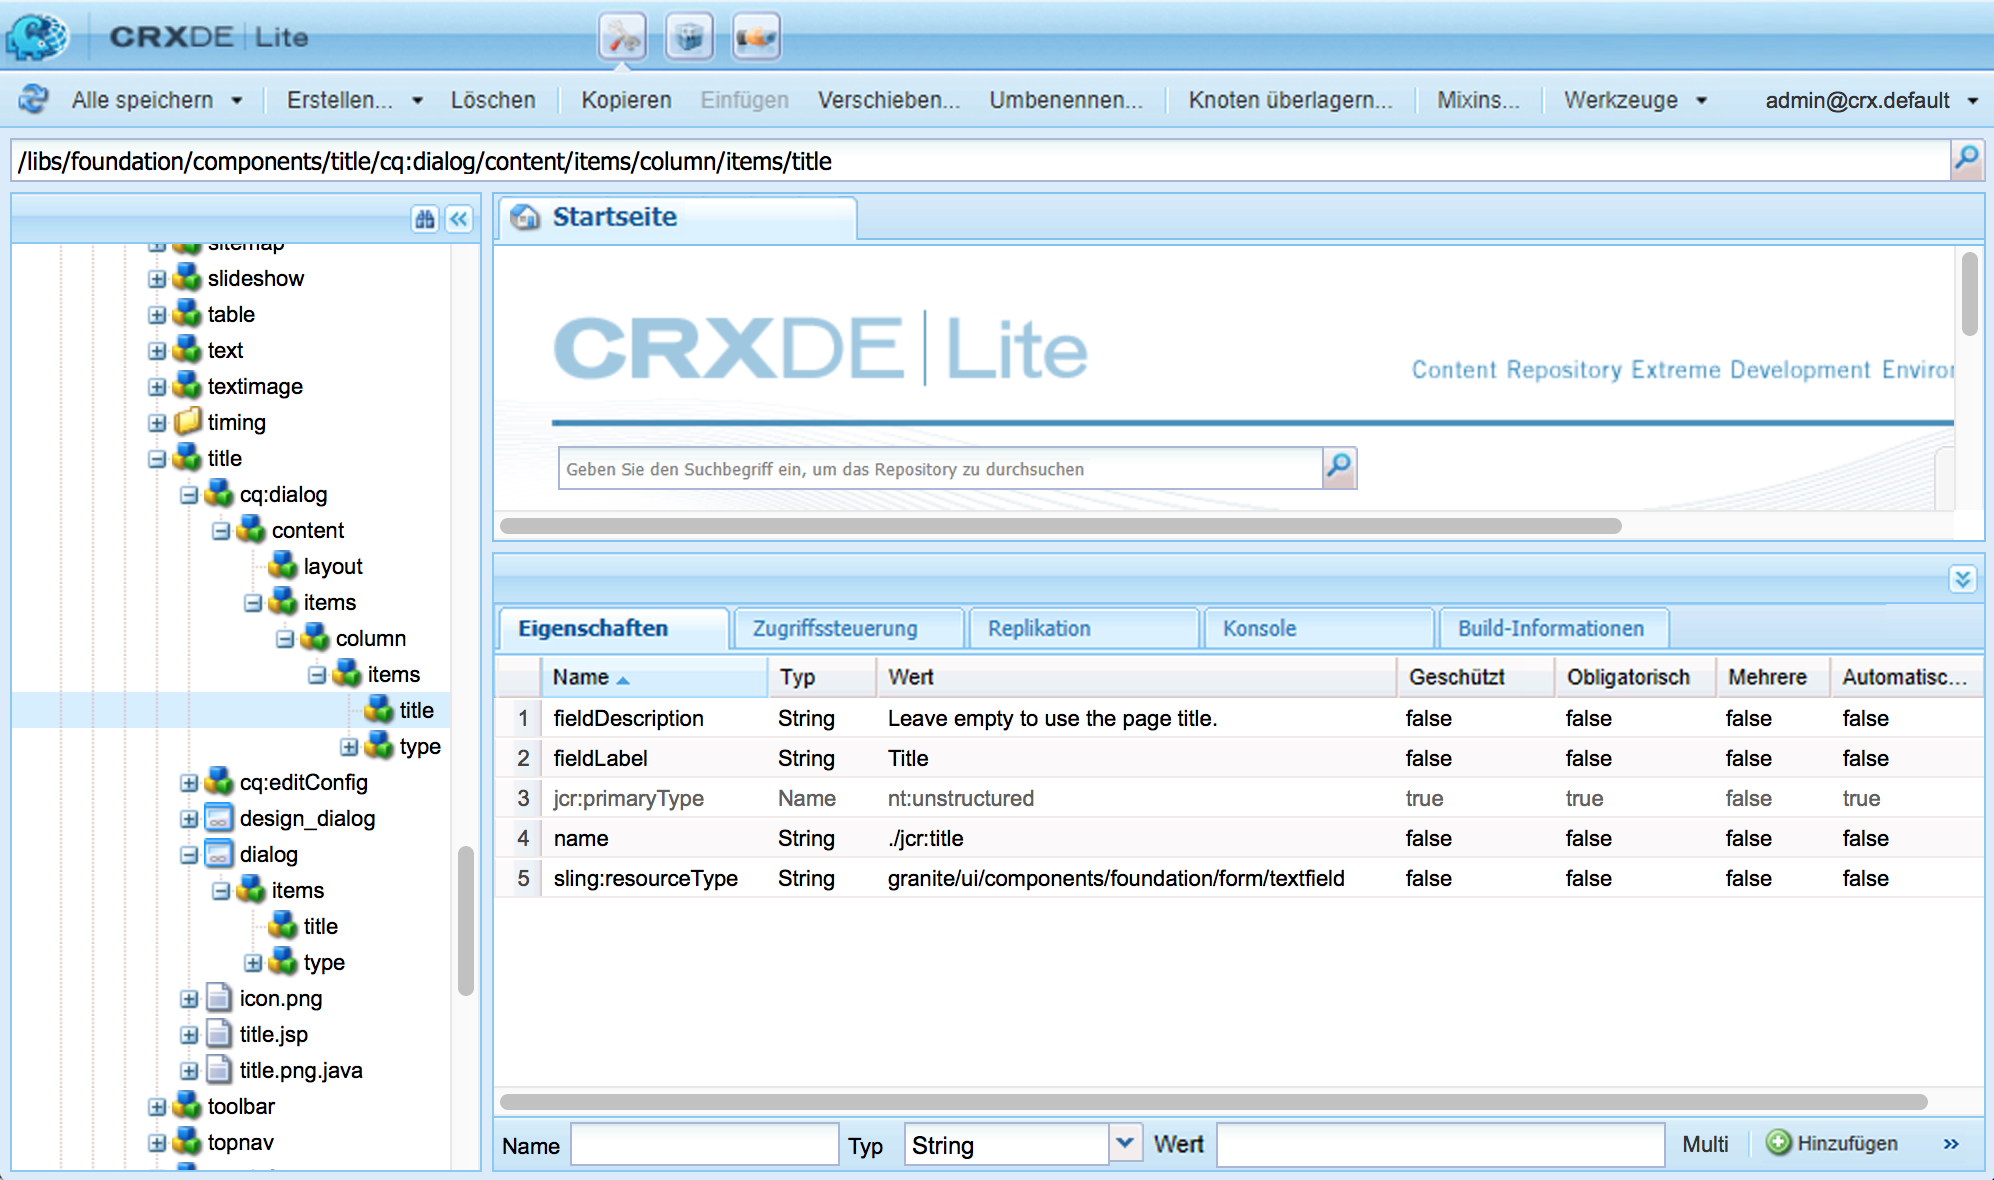 CRXDE Lite
Alle speichern Erstellen... Löschen Kopieren Einfügen Verschieben... Umbenennen... Knoten überlagern... Mixins... Werkzeuge admin@crx.default
/libs/foundation/components/title/cq:dialog/content/items/column/items/title
sitemap
slideshow
table
text
textimage
timing
title
cq:dialog
content
layout
items
column
items
title
type
cq:editConfig
design_dialog
dialog
items
title
type
icon.png
title.jsp
title.png.java
toolbar
topnav
Startseite
CRXDE Lite
Content Repository Extreme Development Environ
Geben Sie den Suchbegriff ein, um das Repository zu durchsuchen
Eigenschaften Zugriffssteuerung Replikation Konsole Build-Informationen
Name Typ Wert Geschützt Obligatorisch Mehrere Automatisc...
1 fieldDescription String Leave empty to use the page title. false false false false
2 fieldLabel String Title false false false false
3 jcr:primaryType Name nt:unstructured true true false true
4 name String ./jcr:title false false false false
5 sling:resourceType String granite/ui/components/foundation/form/textfield false false false false
Name Typ String Wert Multi Hinzufügen »